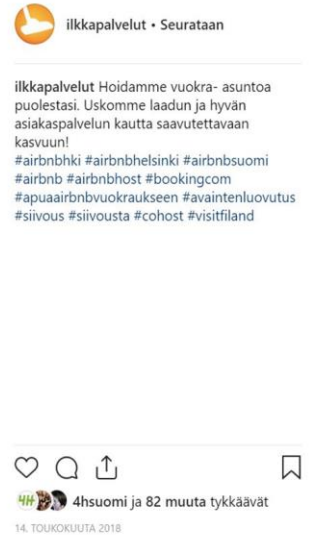 ilkkapalvelut • Seurataan
ilkkapalvelut Hoidamme vuokra- asuntoa
puolestasi. Uskomme laadun ja hyvän
asiakaspalvelun kautta saavutettavaan
kasvuun!
#airbnbhki #airbnbhelsinki #airbnbsuomi
#airbnb #airbnbhost #bookingcom
#apuaairbnbvuokraukseen #avaintenluovutus
#siivous #siivousta #cohost #visitfiland
4H
4hsuomi ja 82 muuta tykkäävät
14. TOUKOKUUTA 2018